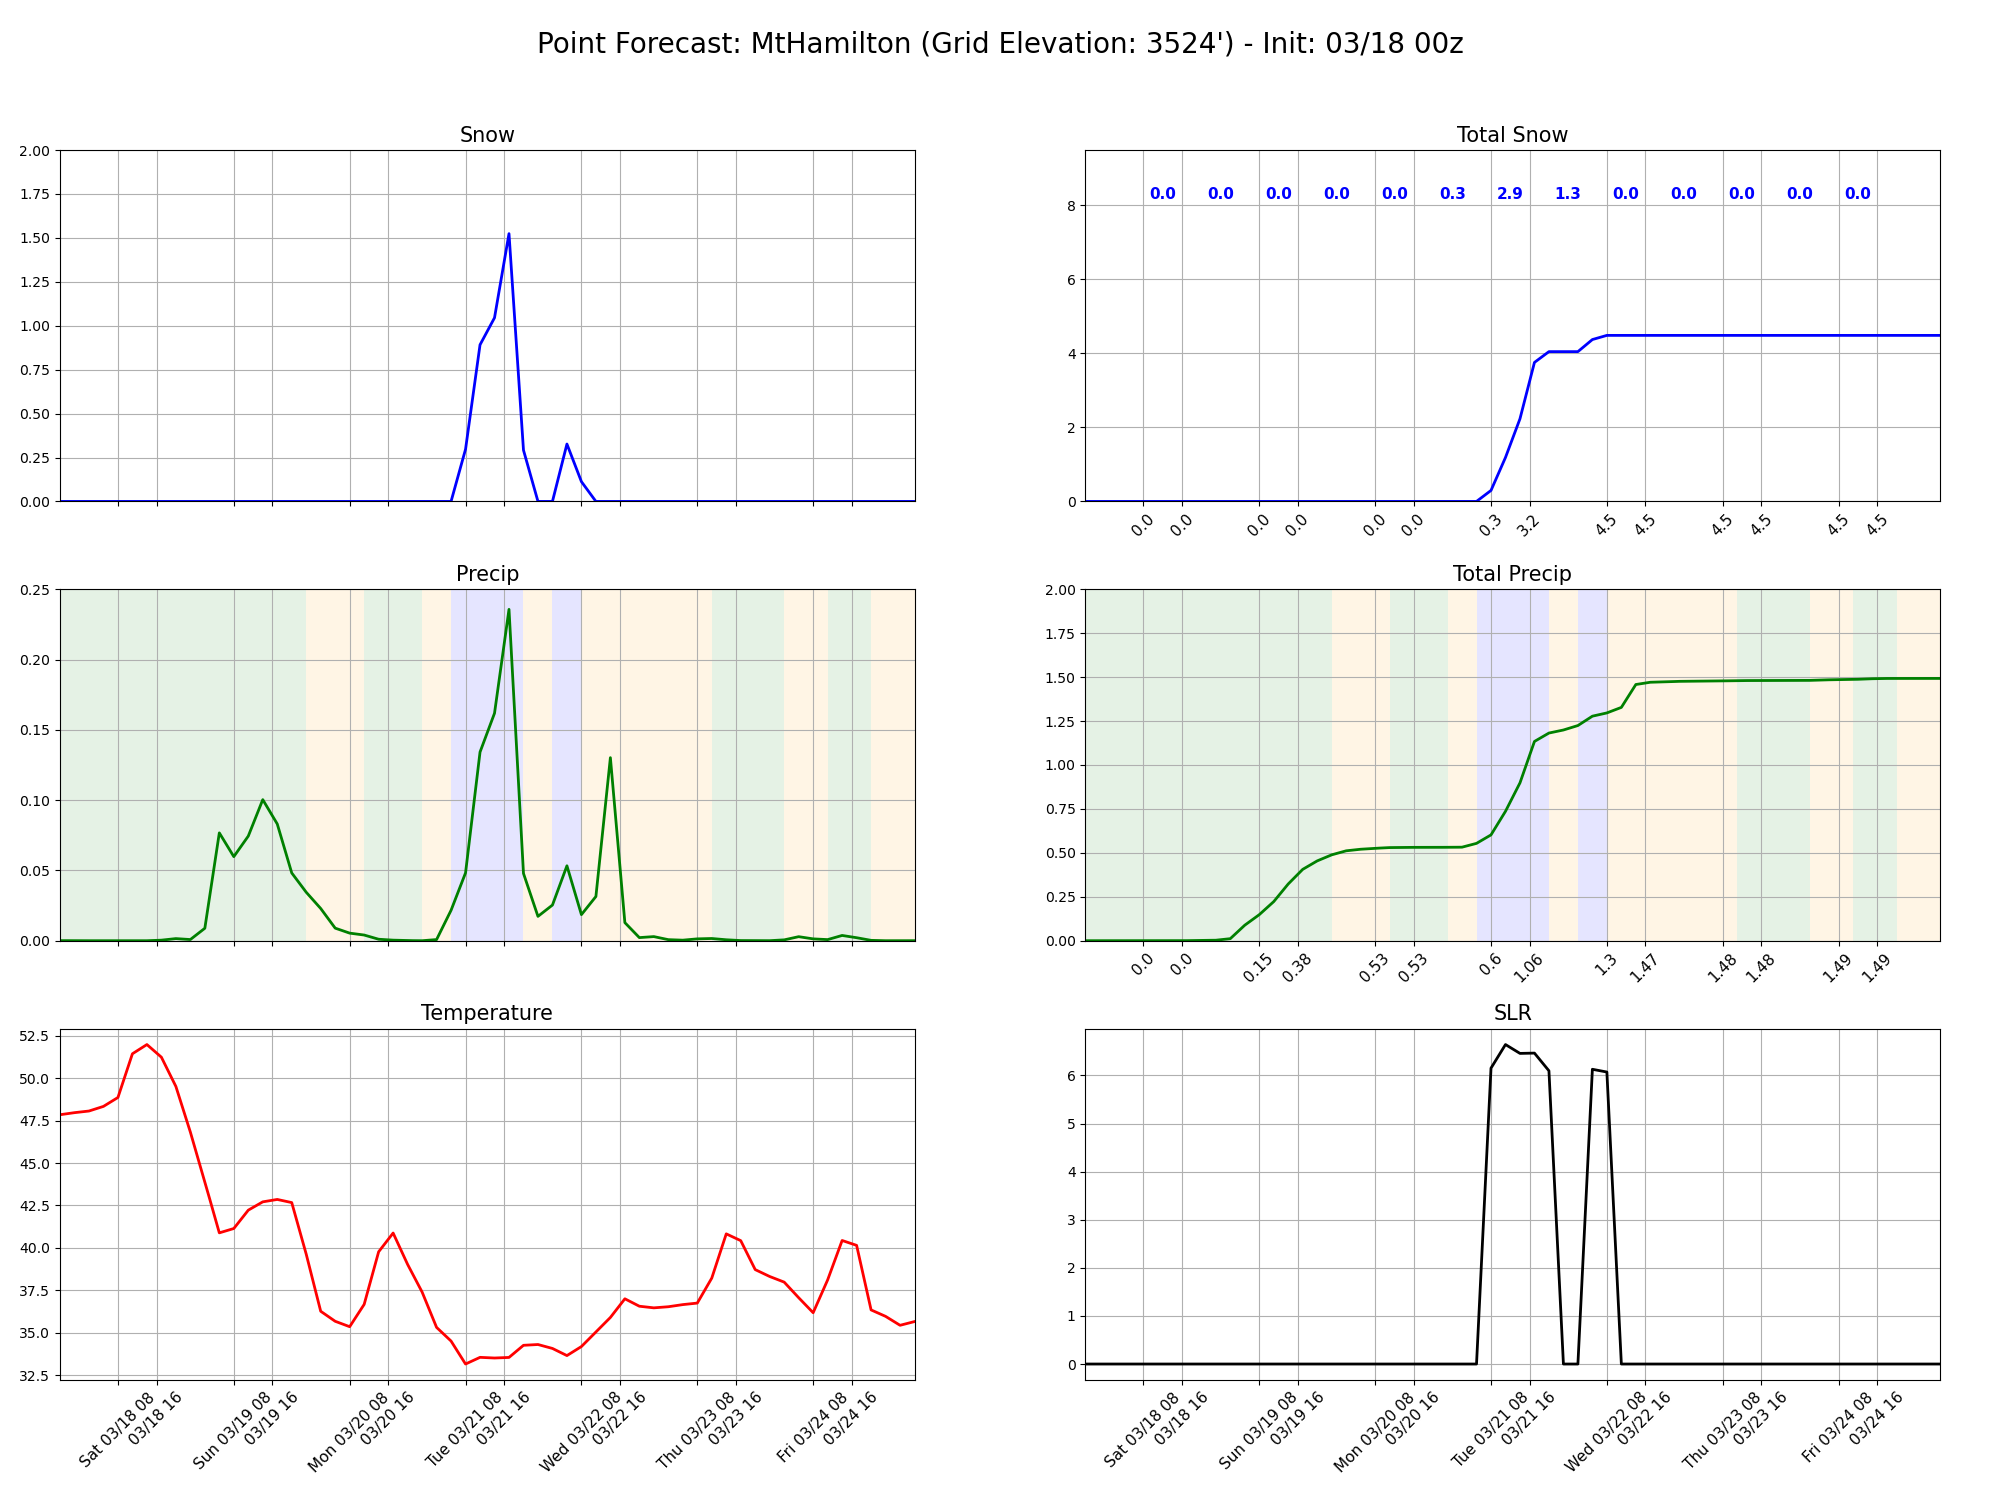 Point Forecast: MtHamilton (Grid Elevation: 3524') - Init: 03/18 00z
Snow
2.00
1.75
1.50
1.25
1.00
0.75
0.50
0.25
0.00
Total Snow
0.0 0.0 0.0 0.0 0.0 0.3 2.9 1.3 0.0 0.0 0.0 0.0 0.0
8
6
4
2
0
0.0 0.0 0.0 0.0 0.0 0.0 0.3 3.2 4.5 4.5 4.5 4.5 4.5 4.5
Precip
0.25
0.20
0.15
0.10
0.05
0.00
Total Precip
2.00
1.75
1.50
1.25
1.00
0.75
0.50
0.25
0.00
0.0 0.0 0.15 0.38 0.53 0.53 0.6 1.06 1.3 1.47 1.48 1.48 1.49 1.49
Temperature
52.5
50.0
47.5
45.0
42.5
40.0
37.5
35.0
32.5
Sat 03/18 08
03/18 16
Sun 03/19 08
03/19 16
Mon 03/20 08
03/20 16
Tue 03/21 08
03/21 16
Wed 03/22 08
03/22 16
Thu 03/23 08
03/23 16
Fri 03/24 08
03/24 16
SLR
6
5
4
3
2
1
0
Sat 03/18 08
03/18 16
Sun 03/19 08
03/19 16
Mon 03/20 08
03/20 16
Tue 03/21 08
03/21 16
Wed 03/22 08
03/22 16
Thu 03/23 08
03/23 16
Fri 03/24 08
03/24 16